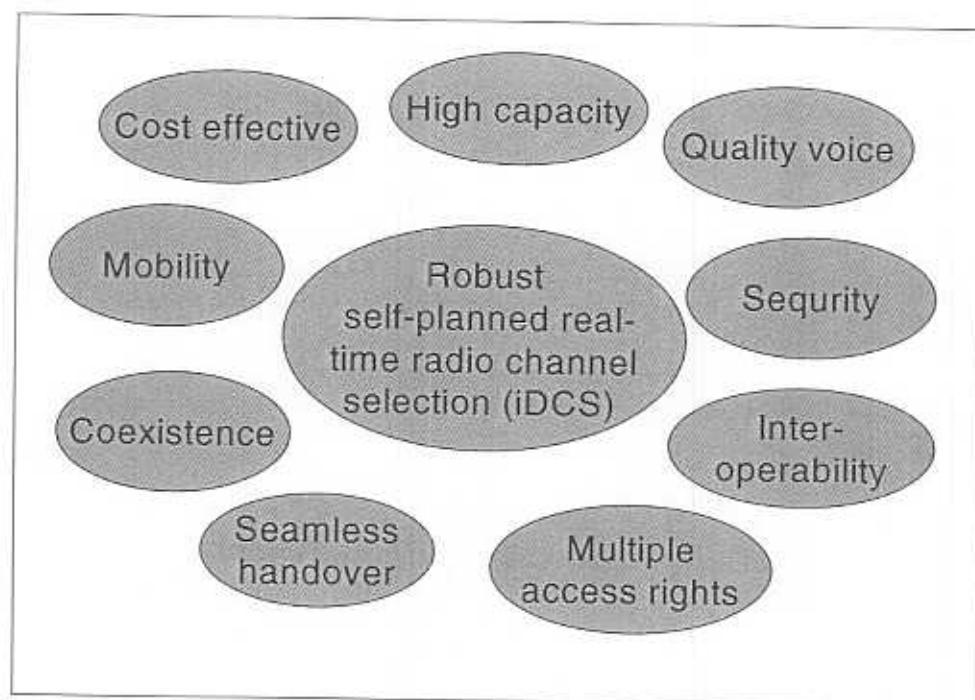 Cost effective
High capacity
Quality voice
Mobility
Robust
self-planned real-
time radio channel
selection (iDCS)
Sequrity
Coexistence
Inter-
operability
Seamless
handover
Multiple
access rights